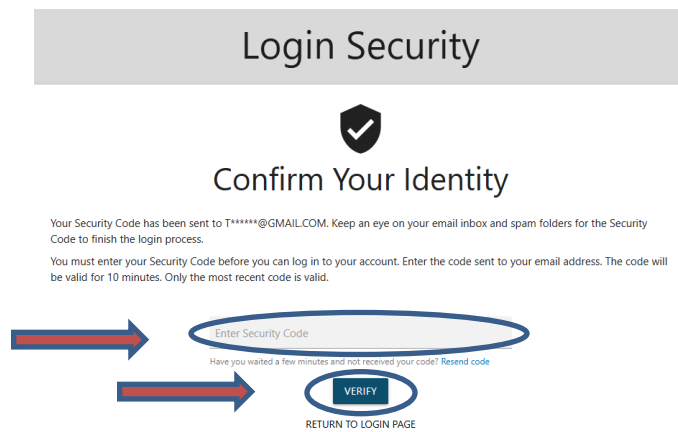 Login Security
Confirm Your Identity
Your Security Code has been sent to T******@GMAIL.COM. Keep an eye on your email inbox and spam folders for the Security
Code to finish the login process.
You must enter your Security Code before you can log in to your account. Enter the code sent to your email address. The code will
be valid for 10 minutes. Only the most recent code is valid.
Enter Security Code
Have you waited a few minutes and not received your code? Resend code
VERIFY
RETURN TO LOGIN PAGE